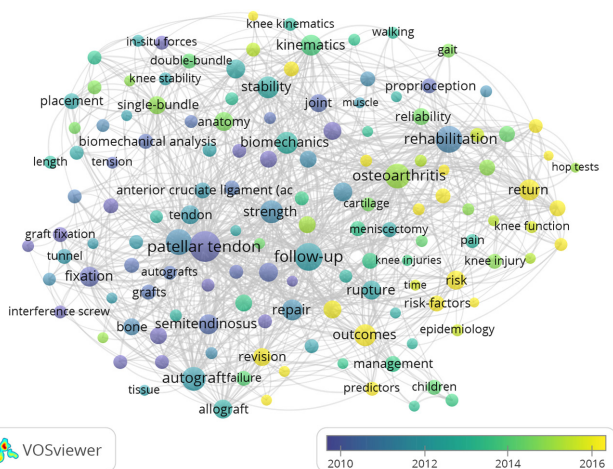 knee kinematics
walking
in-situ forces
kinematics
gait
double-bundle
knee stability
stability
proprioception
placement
single-bundle
joint
muscle
anatomy
reliability
biomechanical analysis
biomechanics
rehabilitation
length
tension
hop tests
osteoarthritis
anterior cruciate ligament (ac
return
cartilage
tendon
strength
meniscectomy
knee function
graft fixation
patellar tendon
pain
tunnel
follow-up
knee injuries
knee injury
autografts
fixation
risk
time
grafts
rupture
risk-factors
interference screw
repair
bone
semitendinosus
outcomes
epidemiology
revision
management
autograft
failure
tissue
predictors
children
allograft
VOSviewer
2010 2012 2014 2016